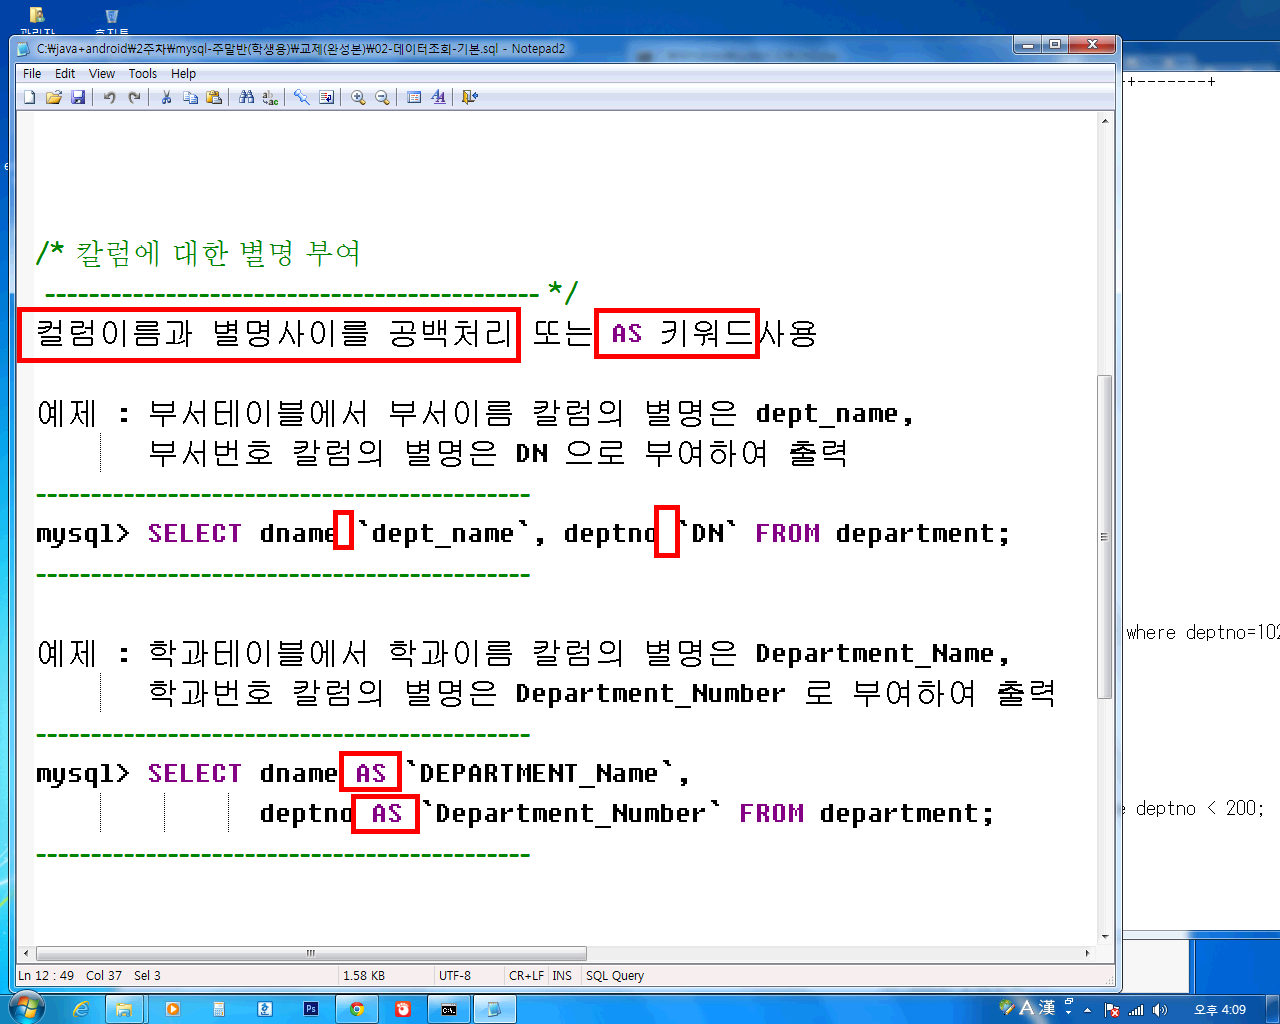 관리자
휴지통
C:\java+android\2주차\mysql-주말반(학생용)\교제(완성본)\02-데이터조회-기본.sql - Notepad2
File Edit View Tools Help
+--------+
/* 칼럼에 대한 별명 부여
--------------------------------------------- */
컬럼이름과 별명사이를 공백처리 또는 AS 키워드사용
예제 : 부서테이블에서 부서이름 칼럼의 별명은 dept_name,
부서번호 칼럼의 별명은 DN 으로 부여하여 출력
---------------------------------------------
mysql> SELECT dname `dept_name`, deptno `DN` FROM department;
---------------------------------------------
예제 : 학과테이블에서 학과이름 칼럼의 별명은 Department_Name,
where deptno=102
학과번호 칼럼의 별명은 Department_Number 로 부여하여 출력
---------------------------------------------
mysql> SELECT dname AS `DEPARTMENT_Name`,
deptno AS `Department_Number` FROM department;
deptno < 200;
---------------------------------------------
Ln 12 : 49 Col 37 Sel 3 1.58 KB UTF-8 CR+LF INS SQL Query
A 漢 오후 4:09